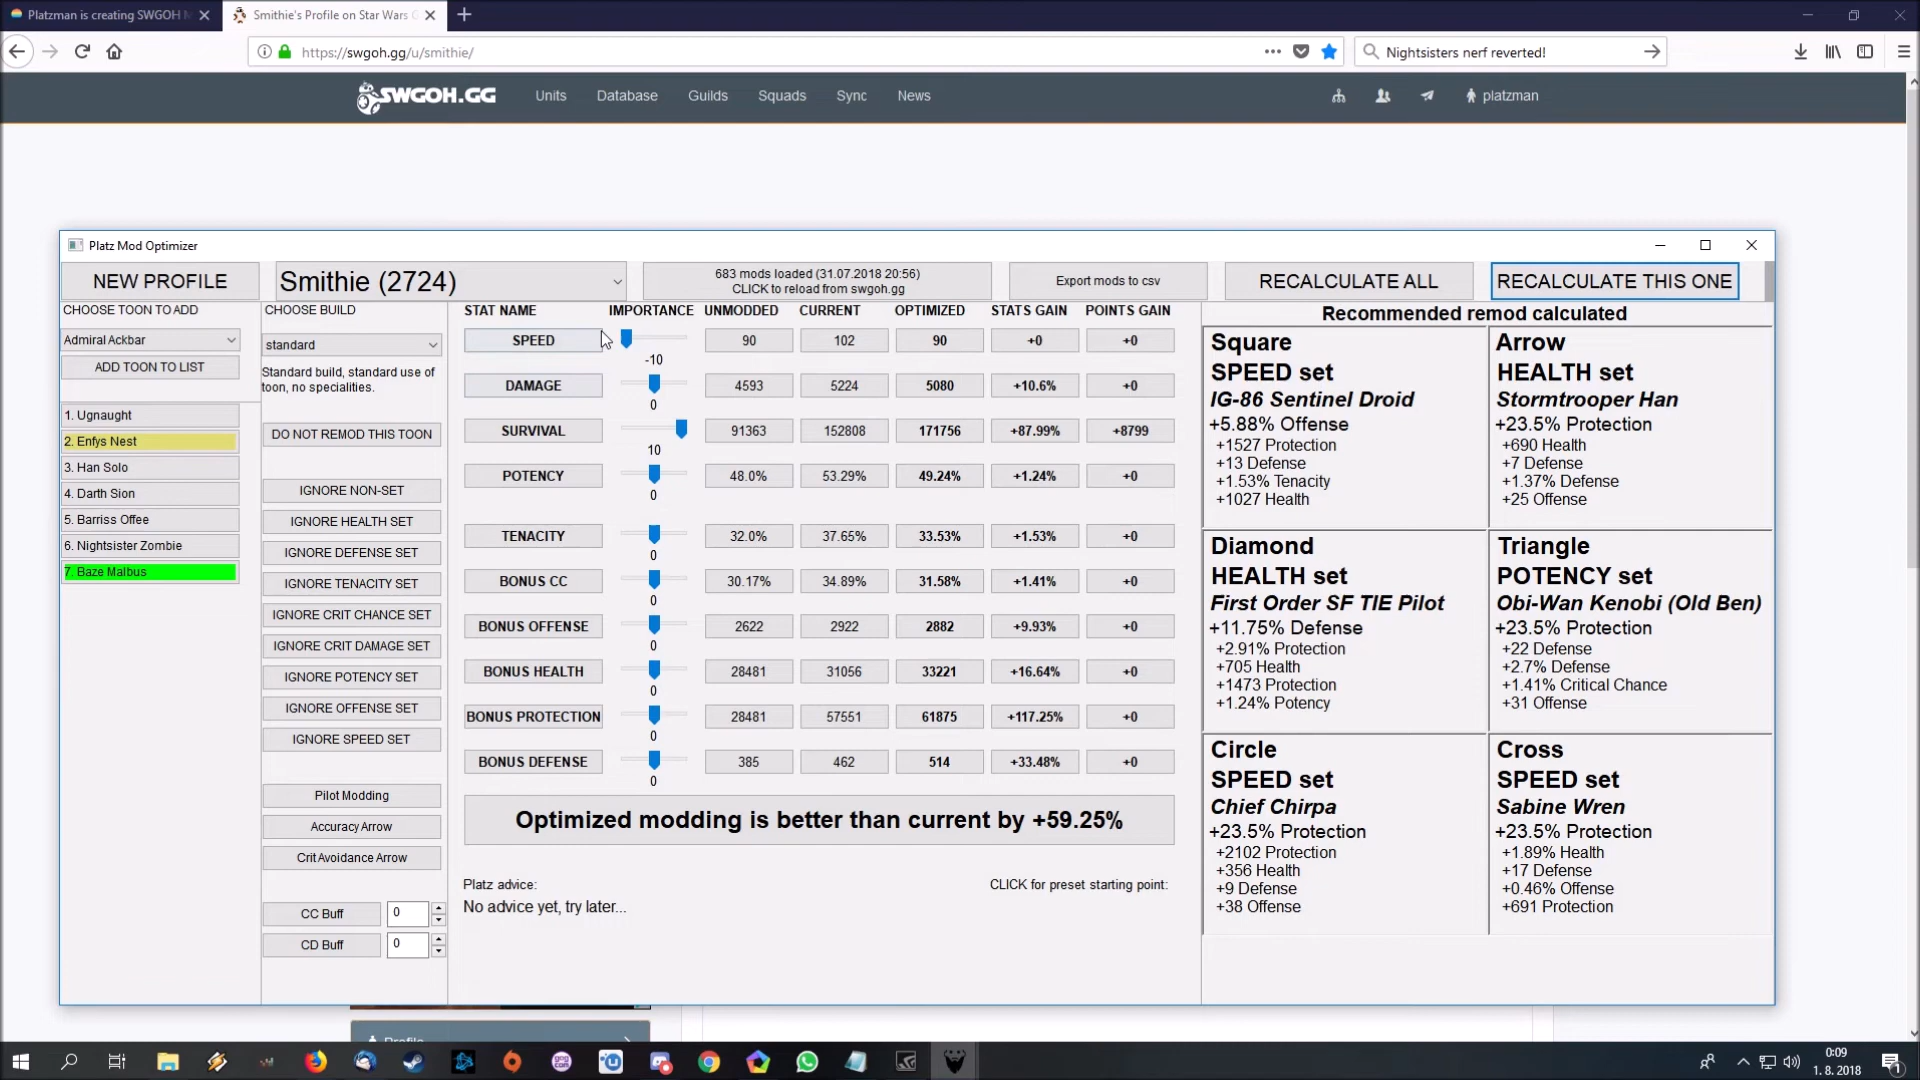 Platzman is creating SWGOH M
Smithie's Profile on Star Wars G
https://swgoh.gg/u/smithie/
Nightsisters nerf reverted!
SWGOH.GG
Units
Database
Guilds
Squads
Sync
News
platzman
Platz Mod Optimizer
NEW PROFILE
Smithie (2724)
683 mods loaded (31.07.2018 20:56)
CLICK to reload from swgoh.gg
Export mods to csv
RECALCULATE ALL
RECALCULATE THIS ONE
CHOOSE TOON TO ADD
Admiral Ackbar
ADD TOON TO LIST
1. Ugnaught
2. Enfys Nest
3. Han Solo
4. Darth Sion
5. Barriss Offee
6. Nightsister Zombie
7. Baze Malbus
CHOOSE BUILD
standard
Standard build, standard use of
toon, no specialities.
DO NOT REMOD THIS TOON
IGNORE NON-SET
IGNORE HEALTH SET
IGNORE DEFENSE SET
IGNORE TENACITY SET
IGNORE CRIT CHANCE SET
IGNORE CRIT DAMAGE SET
IGNORE POTENCY SET
IGNORE OFFENSE SET
IGNORE SPEED SET
Pilot Modding
Accuracy Arrow
Crit Avoidance Arrow
CC Buff 0
CD Buff 0
STAT NAME IMPORTANCE UNMODDED CURRENT OPTIMIZED STATS GAIN POINTS GAIN
SPEED 90 102 90 +0 +0
-10
DAMAGE 4593 5224 5080 +10.6% +0
0
SURVIVAL 91363 152808 171756 +87.99% +8799
10
POTENCY 48.0% 53.29% 49.24% +1.24% +0
0
TENACITY 32.0% 37.65% 33.53% +1.53% +0
0
BONUS CC 30.17% 34.89% 31.58% +1.41% +0
0
BONUS OFFENSE 2622 2922 2882 +9.93% +0
0
BONUS HEALTH 28481 31056 33221 +16.64% +0
0
BONUS PROTECTION 28481 57551 61875 +117.25% +0
0
BONUS DEFENSE 385 462 514 +33.48% +0
0
Optimized modding is better than current by +59.25%
Platz advice:
CLICK for preset starting point:
No advice yet, try later...
Recommended remod calculated
Square
SPEED set
IG-86 Sentinel Droid
+5.88% Offense
+1527 Protection
+13 Defense
+1.53% Tenacity
+1027 Health
Arrow
HEALTH set
Stormtrooper Han
+23.5% Protection
+690 Health
+7 Defense
+1.37% Defense
+25 Offense
Diamond
HEALTH set
First Order SF TIE Pilot
+11.75% Defense
+2.91% Protection
+705 Health
+1473 Protection
+1.24% Potency
Triangle
POTENCY set
Obi-Wan Kenobi (Old Ben)
+23.5% Protection
+22 Defense
+2.7% Defense
+1.41% Critical Chance
+31 Offense
Circle
SPEED set
Chief Chirpa
+23.5% Protection
+2102 Protection
+356 Health
+9 Defense
+38 Offense
Cross
SPEED set
Sabine Wren
+23.5% Protection
+1.89% Health
+17 Defense
+0.46% Offense
+691 Protection
Profile
0:09
1. 8. 2018
1